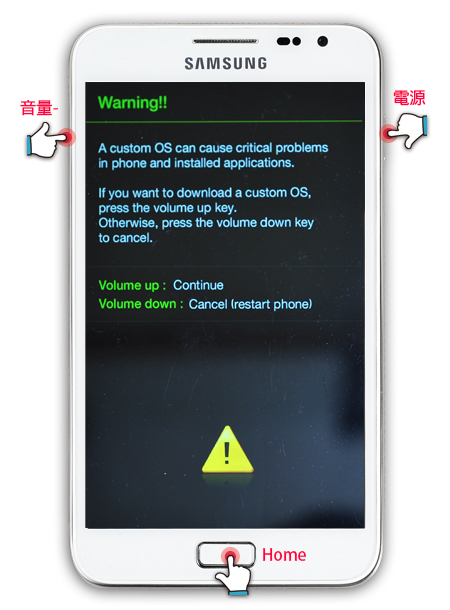 SAMSUNG
Warning!!
音量-
電源
A custom OS can cause critical problems
in phone and installed applications.
If you want to download a custom OS,
press the volume up key.
Otherwise, press the volume down key
to cancel.
Volume up : Continue
Volume down : Cancel (restart phone)
Home